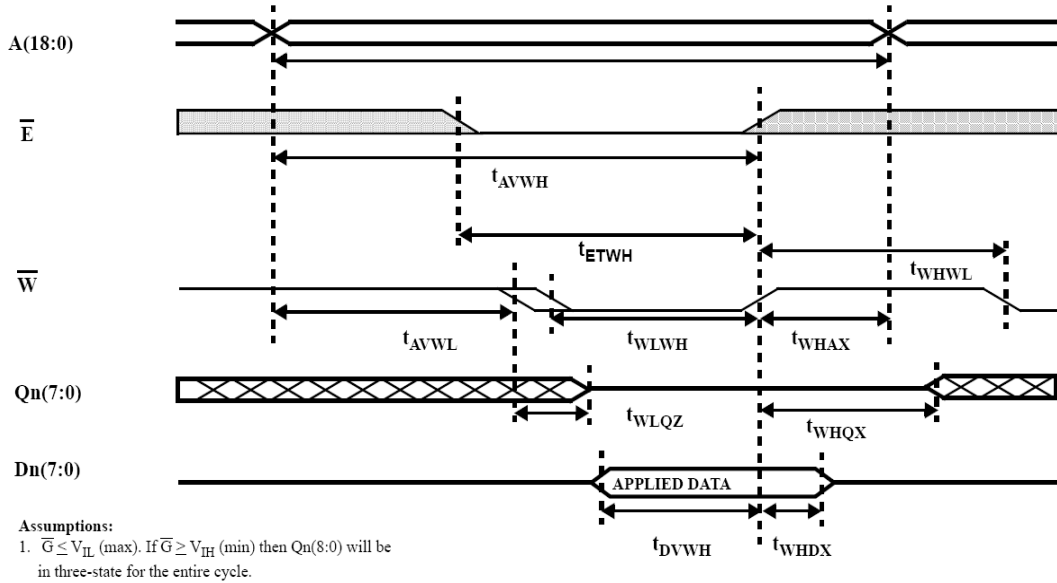 A(18:0)
E
tAVWH
tETWH
tWHWL
W
tAVWL
tWLWH
tWHAX
Qn(7:0)
tWLQZ
tWHQX
Dn(7:0)
APPLIED DATA
tDVWH
tWHDX
Assumptions:
1. G̅ ≤ VIL (max). If G̅ ≥ VIH (min) then Qn(8:0) will be
in three-state for the entire cycle.